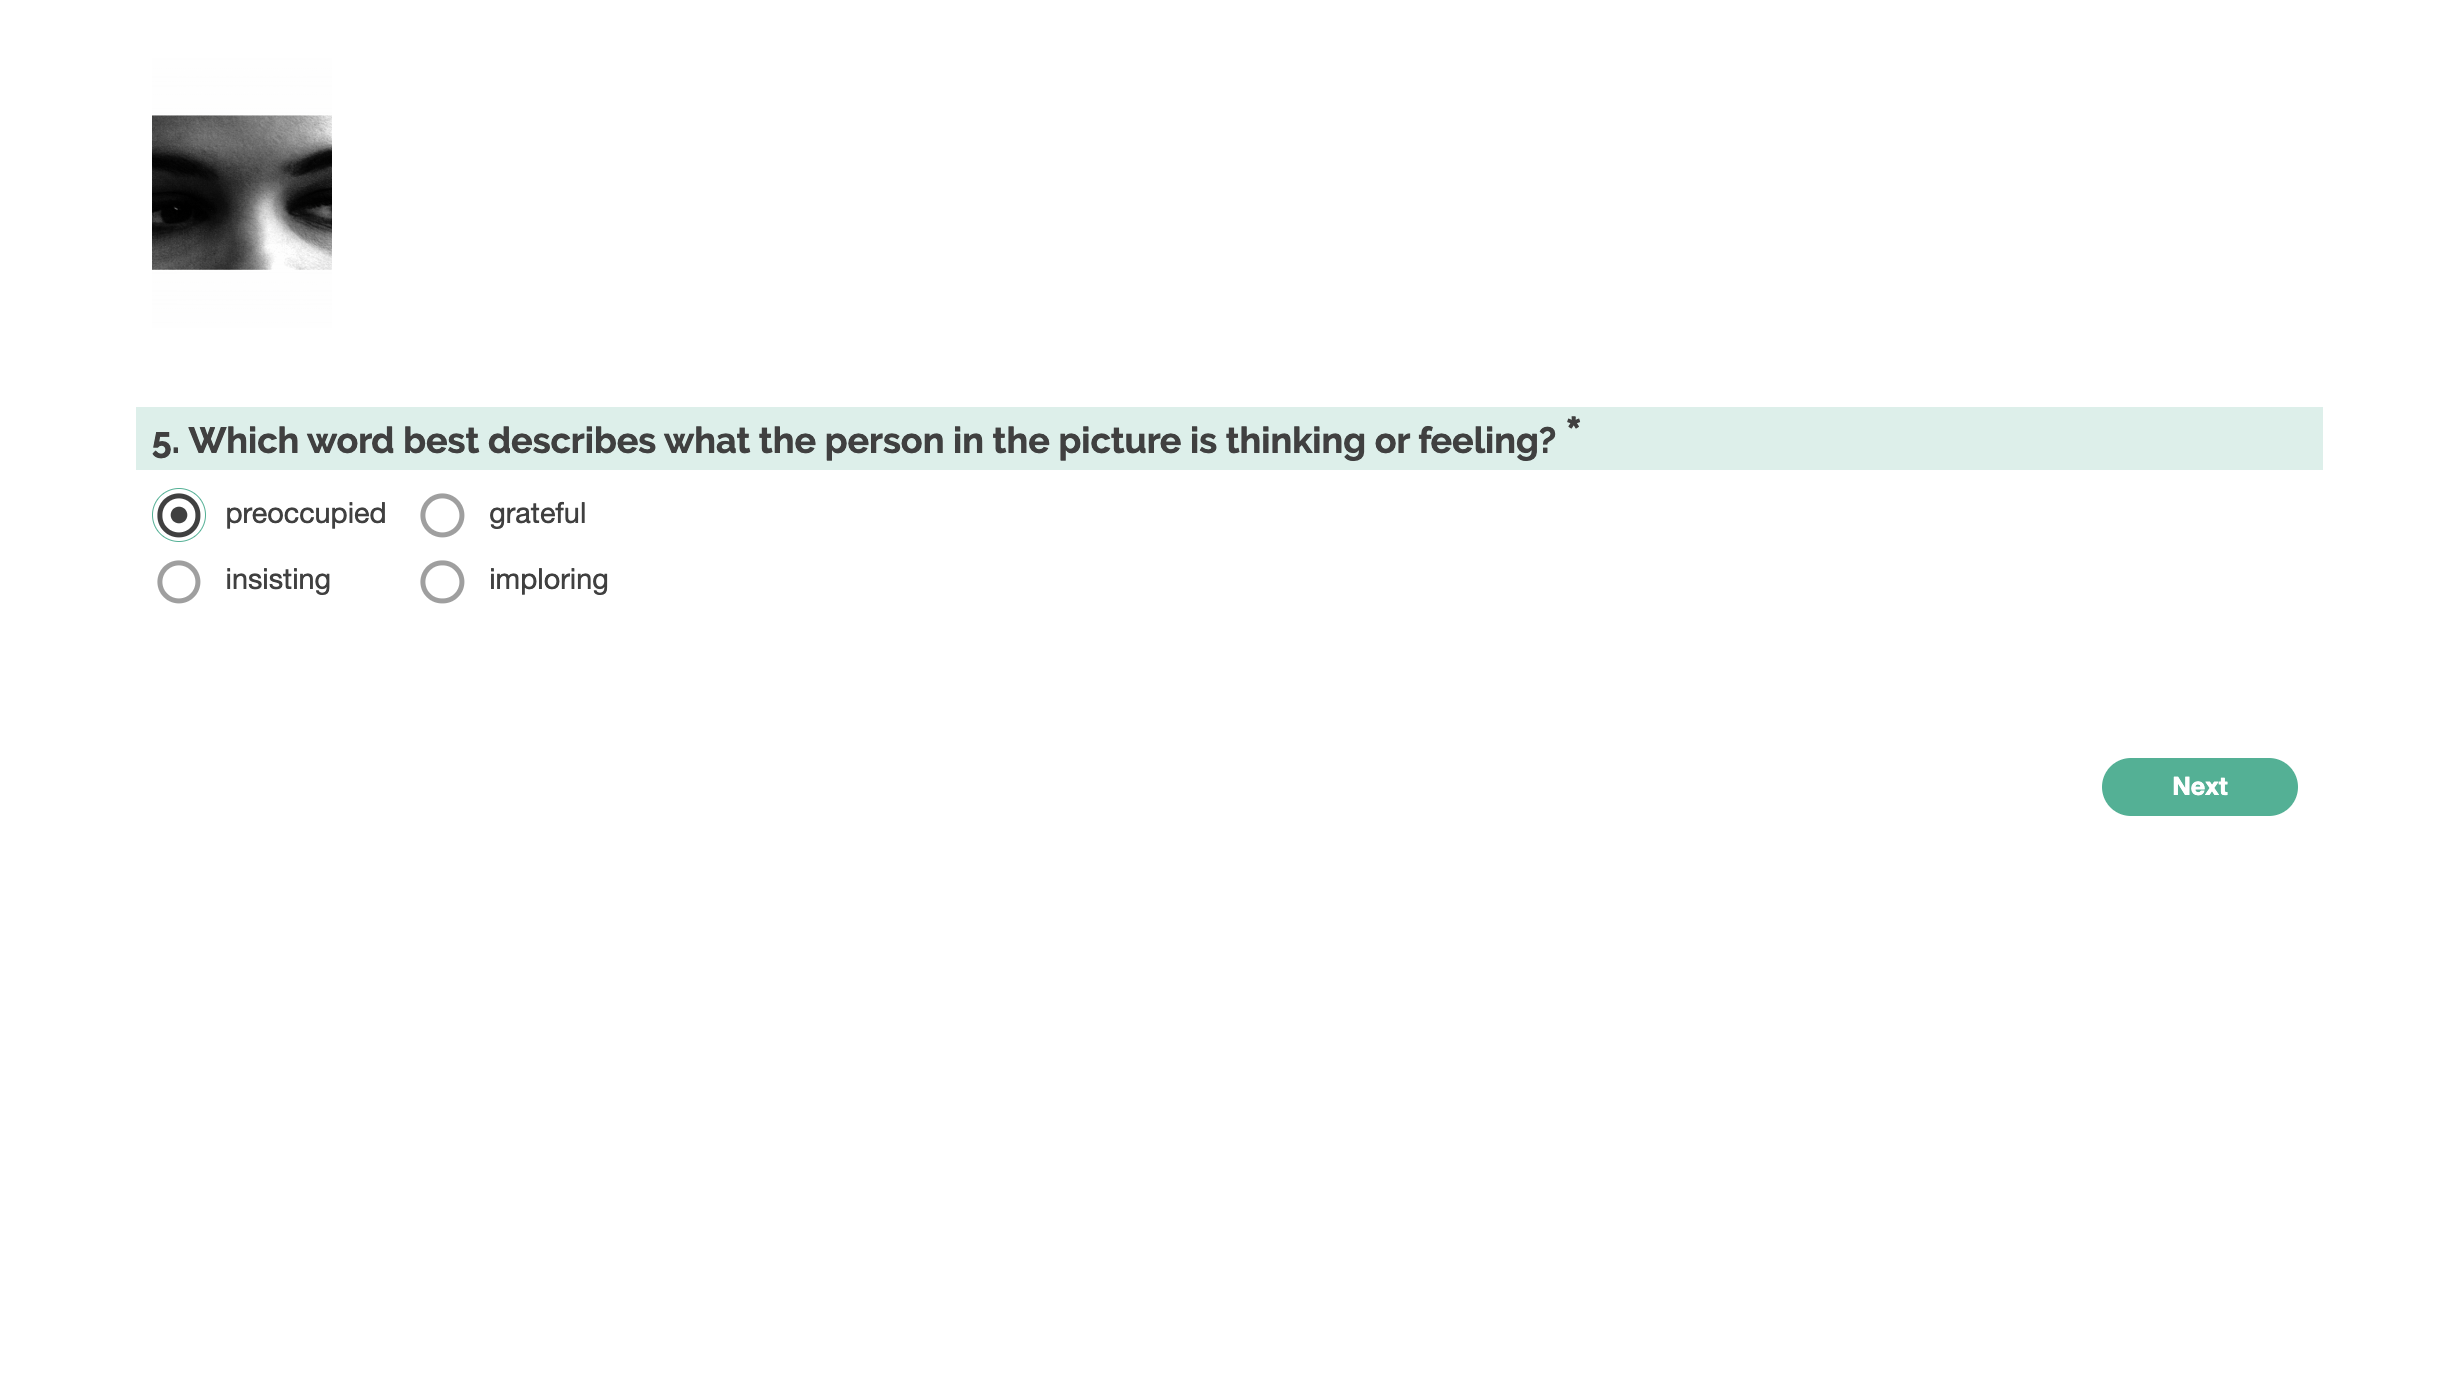 5. Which word best describes what the person in the picture is thinking or feeling? *
preoccupied grateful
insisting imploring
Next